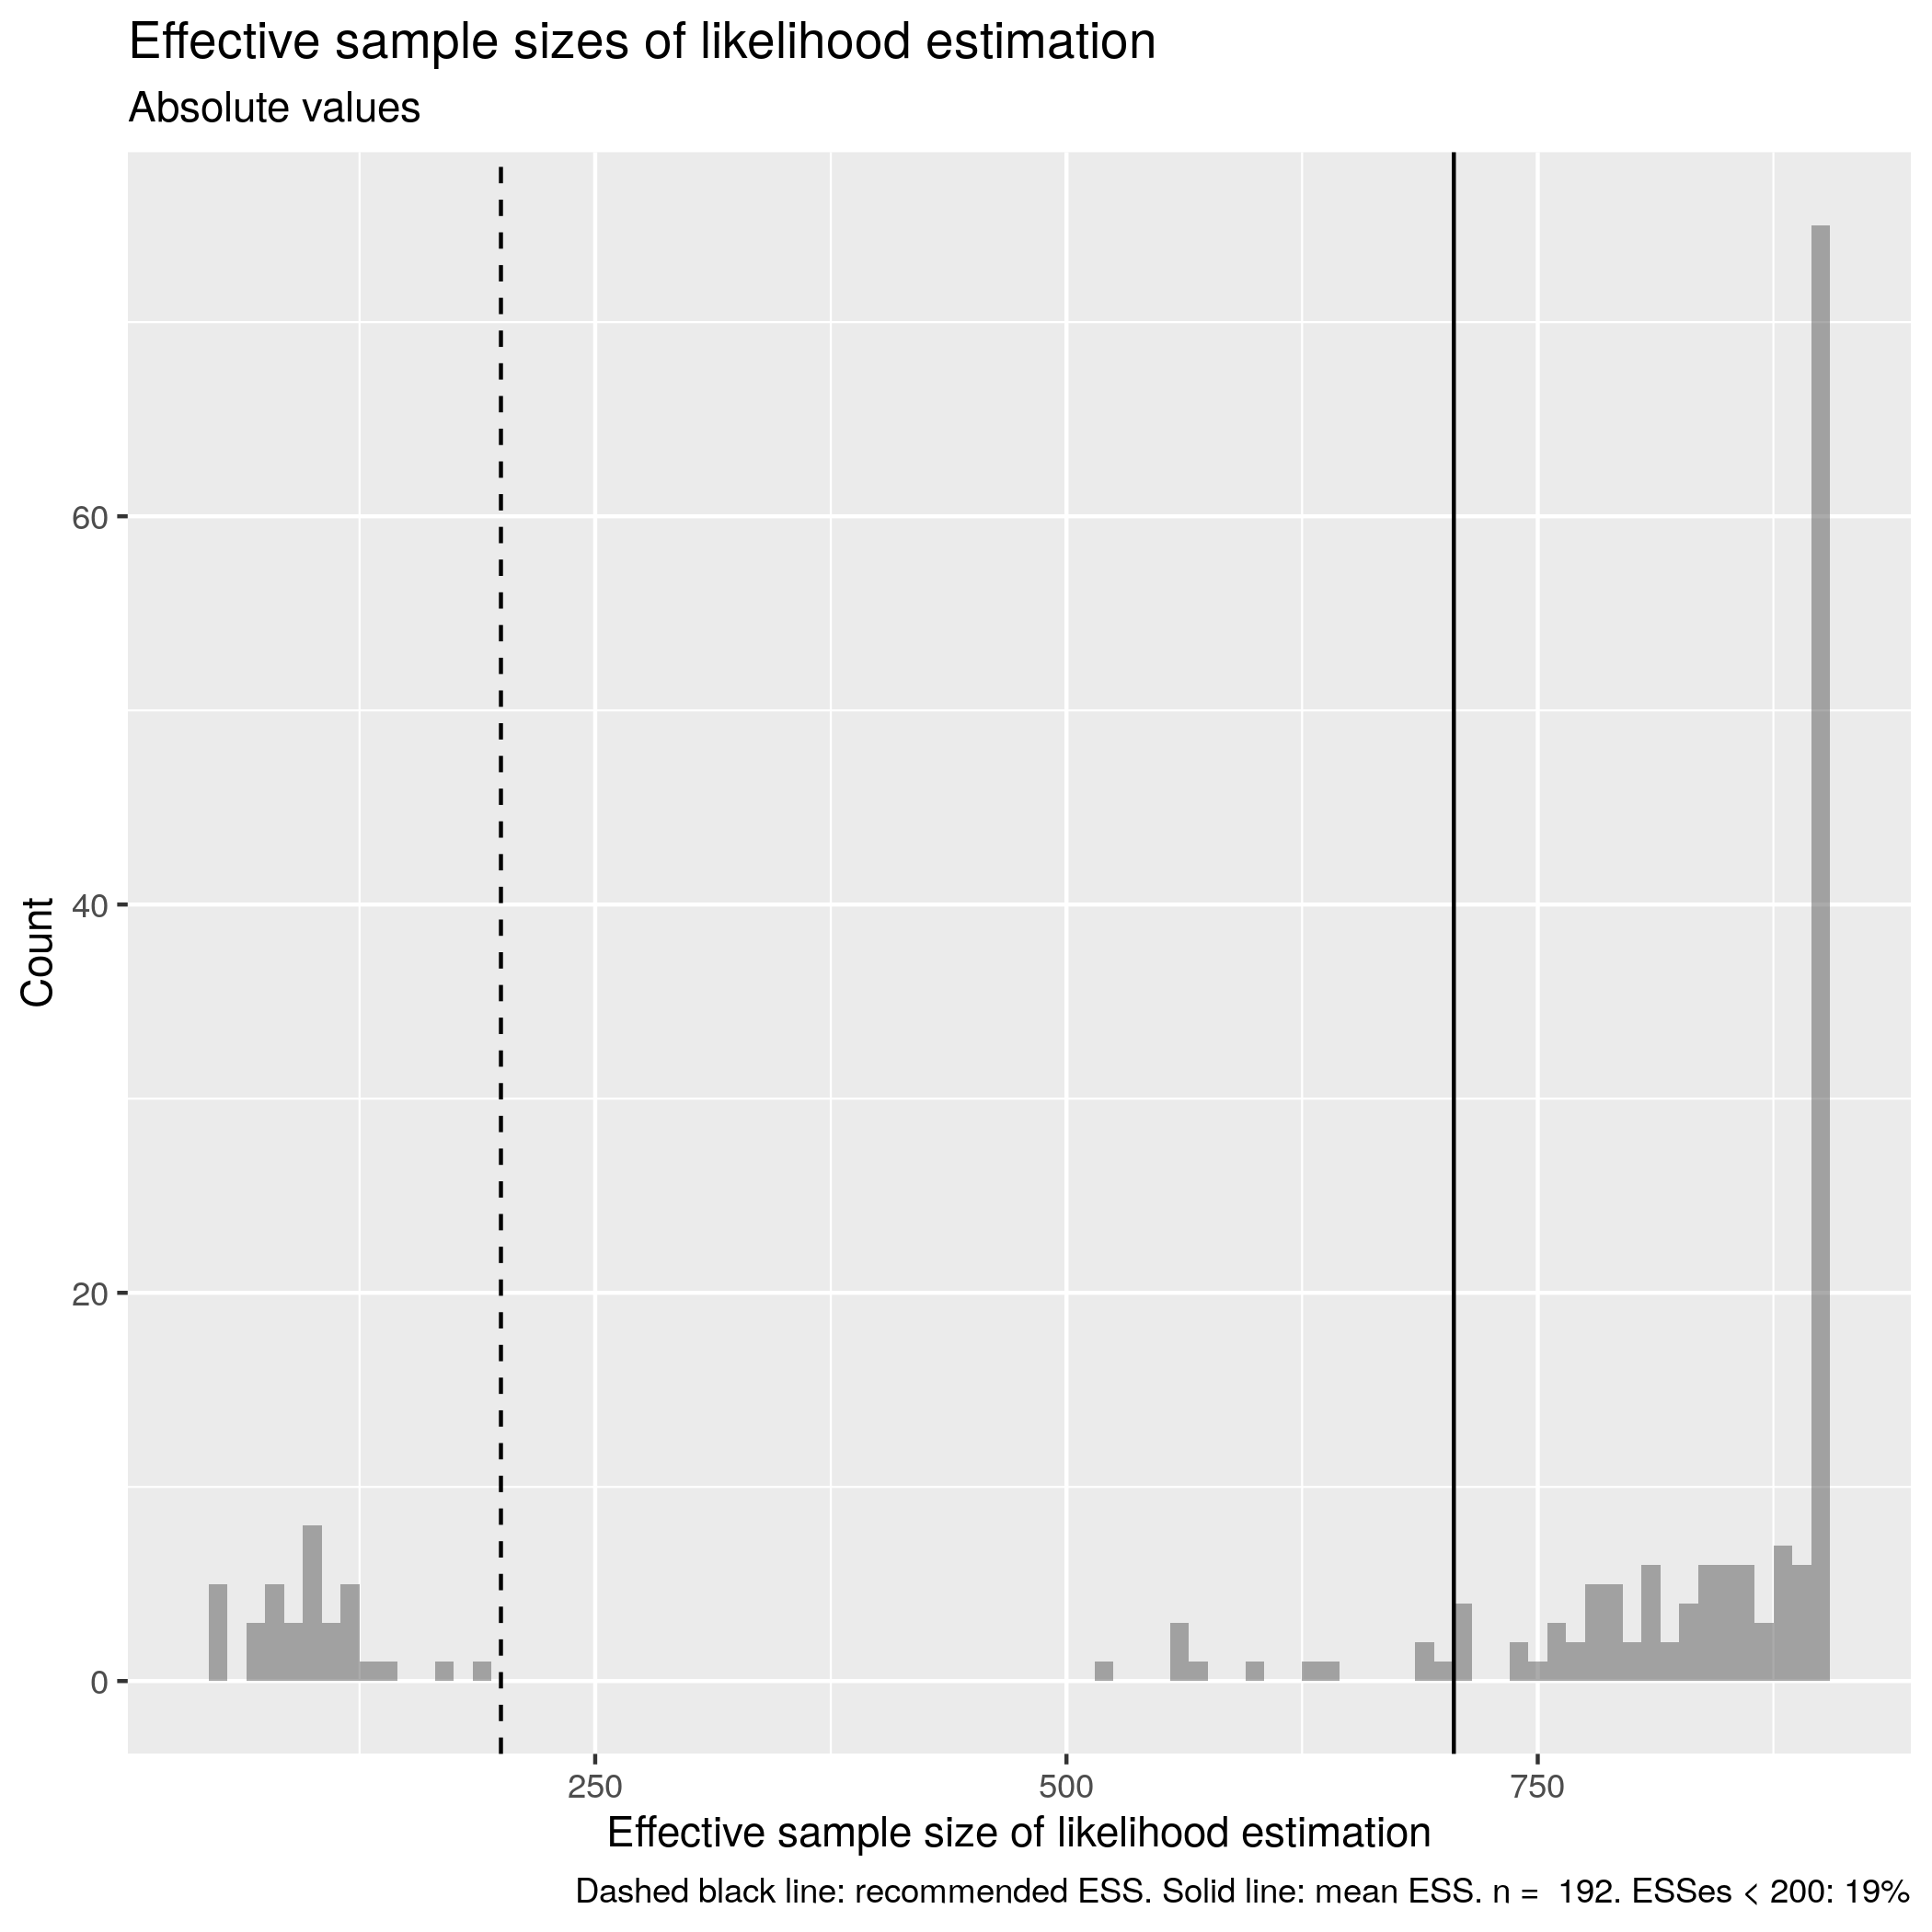 Effective sample sizes of likelihood estimation
Absolute values
60
40
20
0
Count
250 500 750
Effective sample size of likelihood estimation
Dashed black line: recommended ESS. Solid line: mean ESS. n =  192. ESSes < 200: 19%